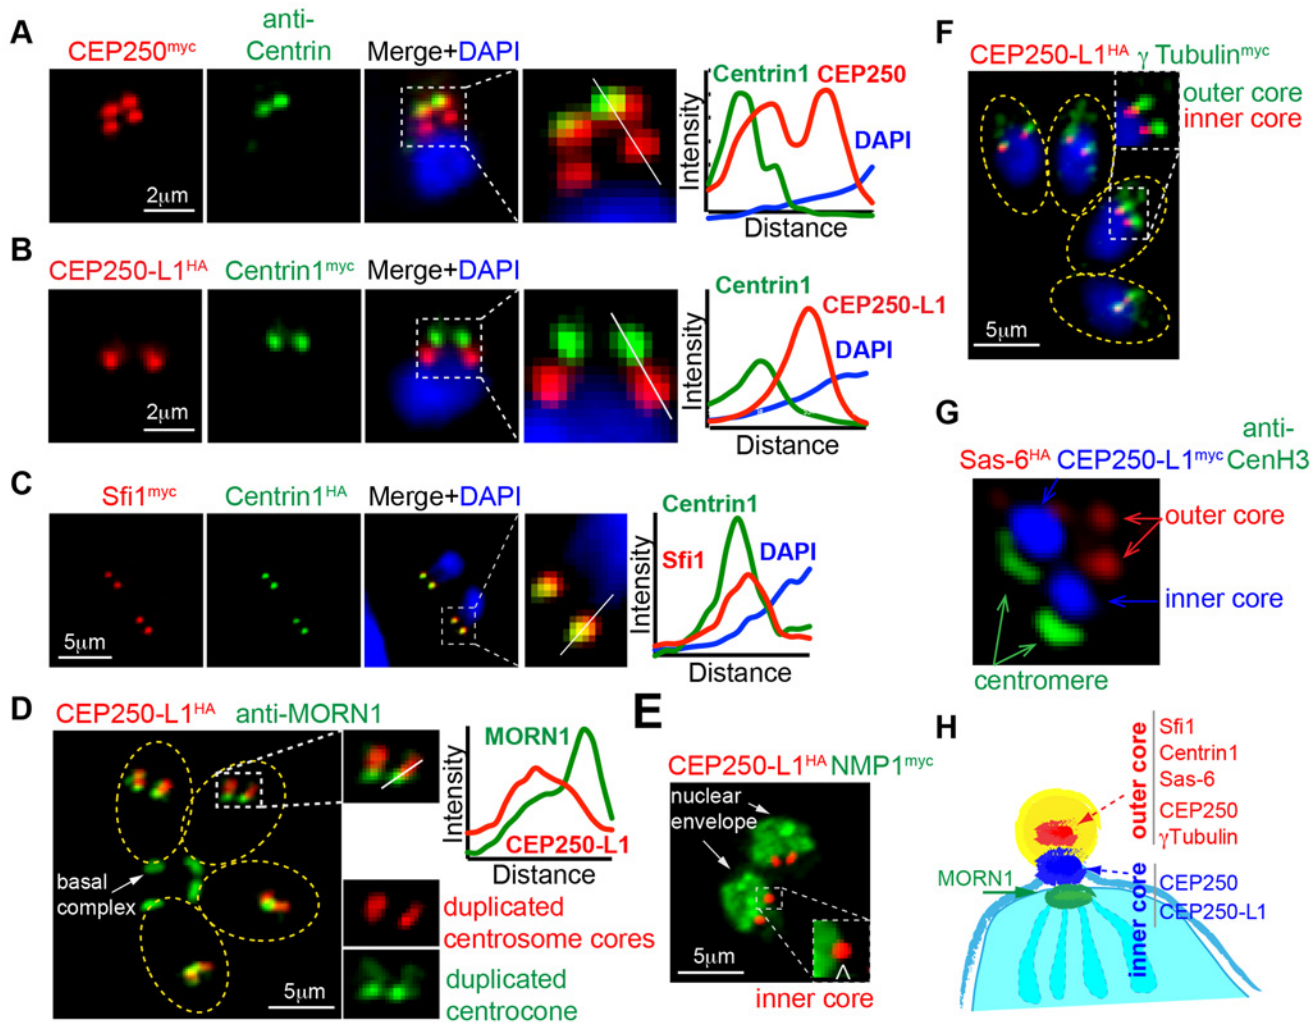 A
CEP250myc
anti-
Centrin
Merge+DAPI
2μm
Centrin1 CEP250
DAPI
Intensity
Distance
B
CEP250-L1HA
Centrin1myc
Merge+DAPI
2μm
Centrin1
CEP250-L1
DAPI
Intensity
Distance
C
Sfi1myc
Centrin1HA
Merge+DAPI
5μm
Centrin1
Sfi1
DAPI
Intensity
Distance
D
CEP250-L1HA anti-MORN1
basal
complex
5μm
MORN1
CEP250-L1
Intensity
Distance
duplicated
centrosome cores
duplicated
centrocone
E
CEP250-L1HA NMP1myc
nuclear
envelope
5μm
inner core
F
CEP250-L1HA γ Tubulinmyc
outer core
inner core
5μm
G
anti-
Sas-6HA CEP250-L1myc CenH3
outer core
inner core
centromere
H
outer core
Sfi1
Centrin1
Sas-6
CEP250
γTubulin
MORN1
inner core
CEP250
CEP250-L1